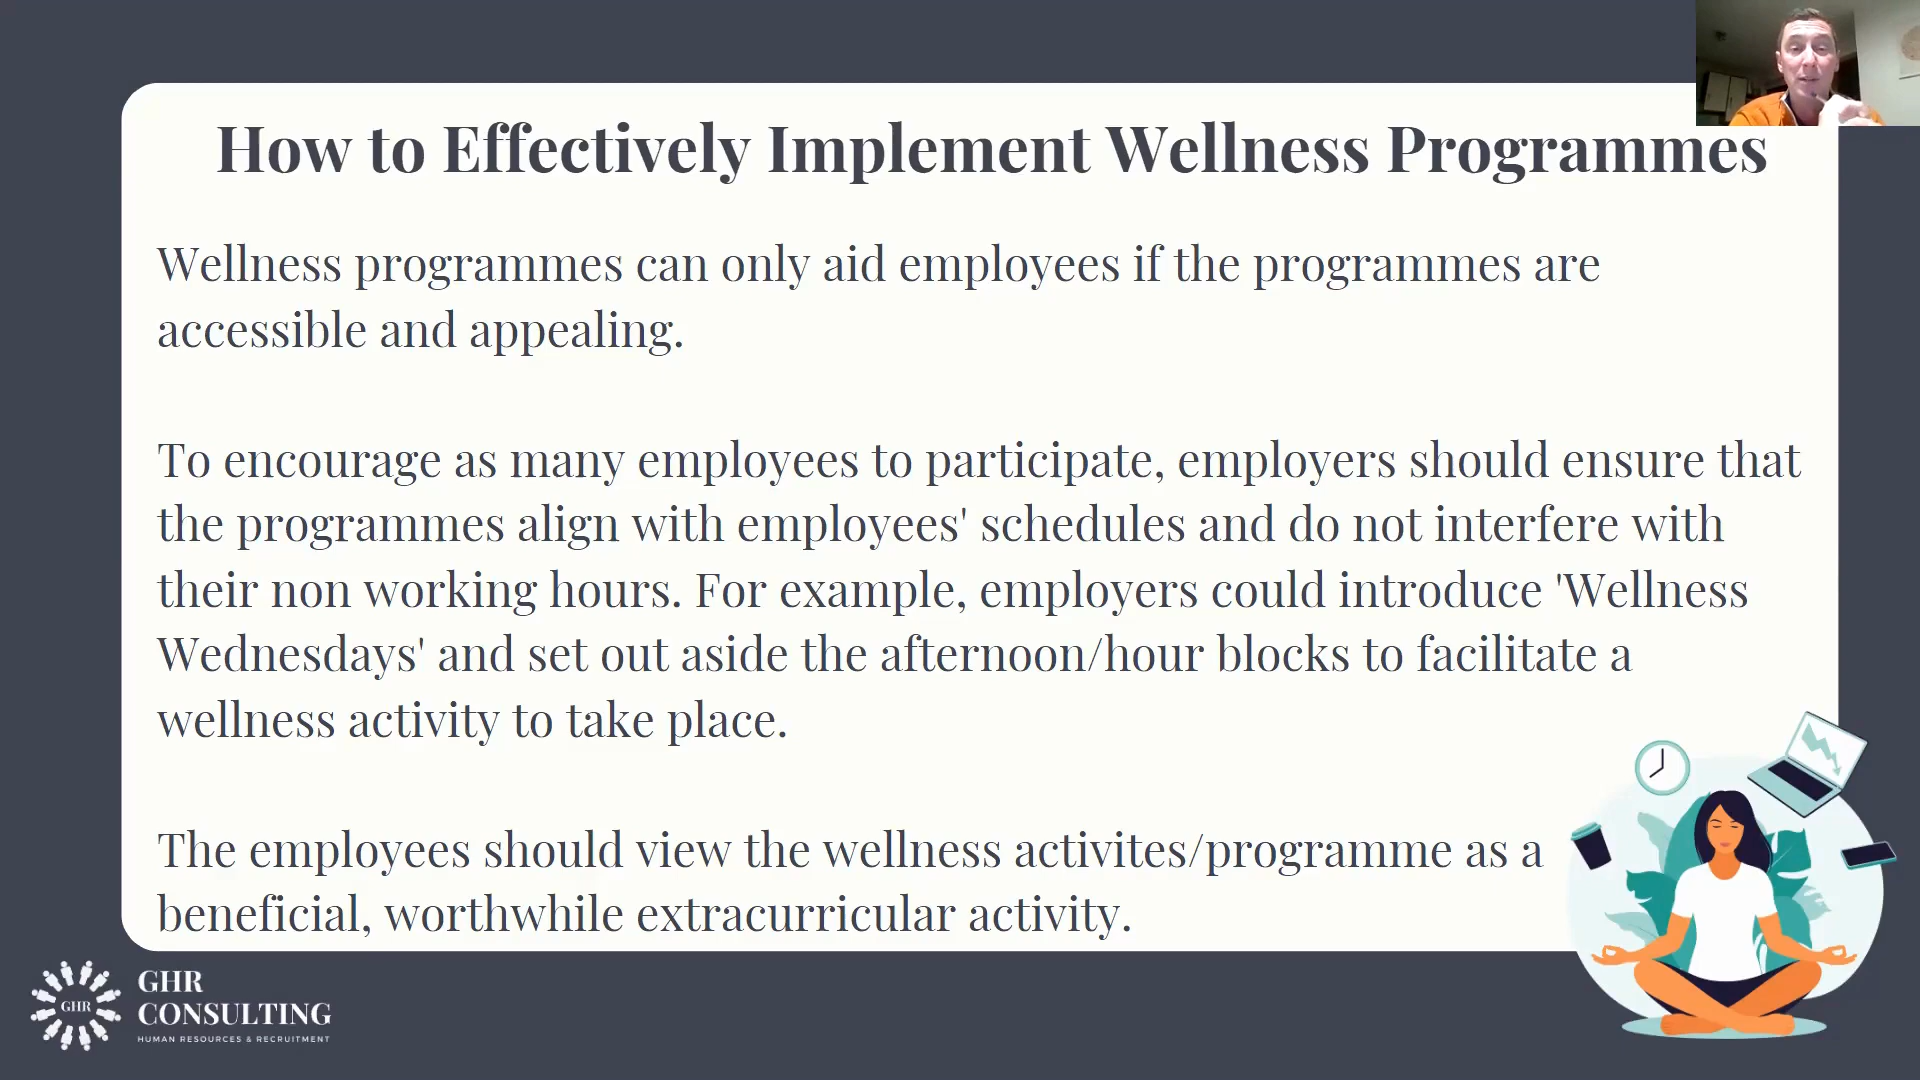 How to Effectively Implement Wellness Programmes
Wellness programmes can only aid employees if the programmes are
accessible and appealing.
To encourage as many employees to participate, employers should ensure that
the programmes align with employees' schedules and do not interfere with
their non working hours. For example, employers could introduce 'Wellness
Wednesdays' and set out aside the afternoon/hour blocks to facilitate a
wellness activity to take place.
The employees should view the wellness activites/programme as a
beneficial, worthwhile extracurricular activity.
GHR
GHR
CONSULTING
HUMAN RESOURCES & RECRUITMENT